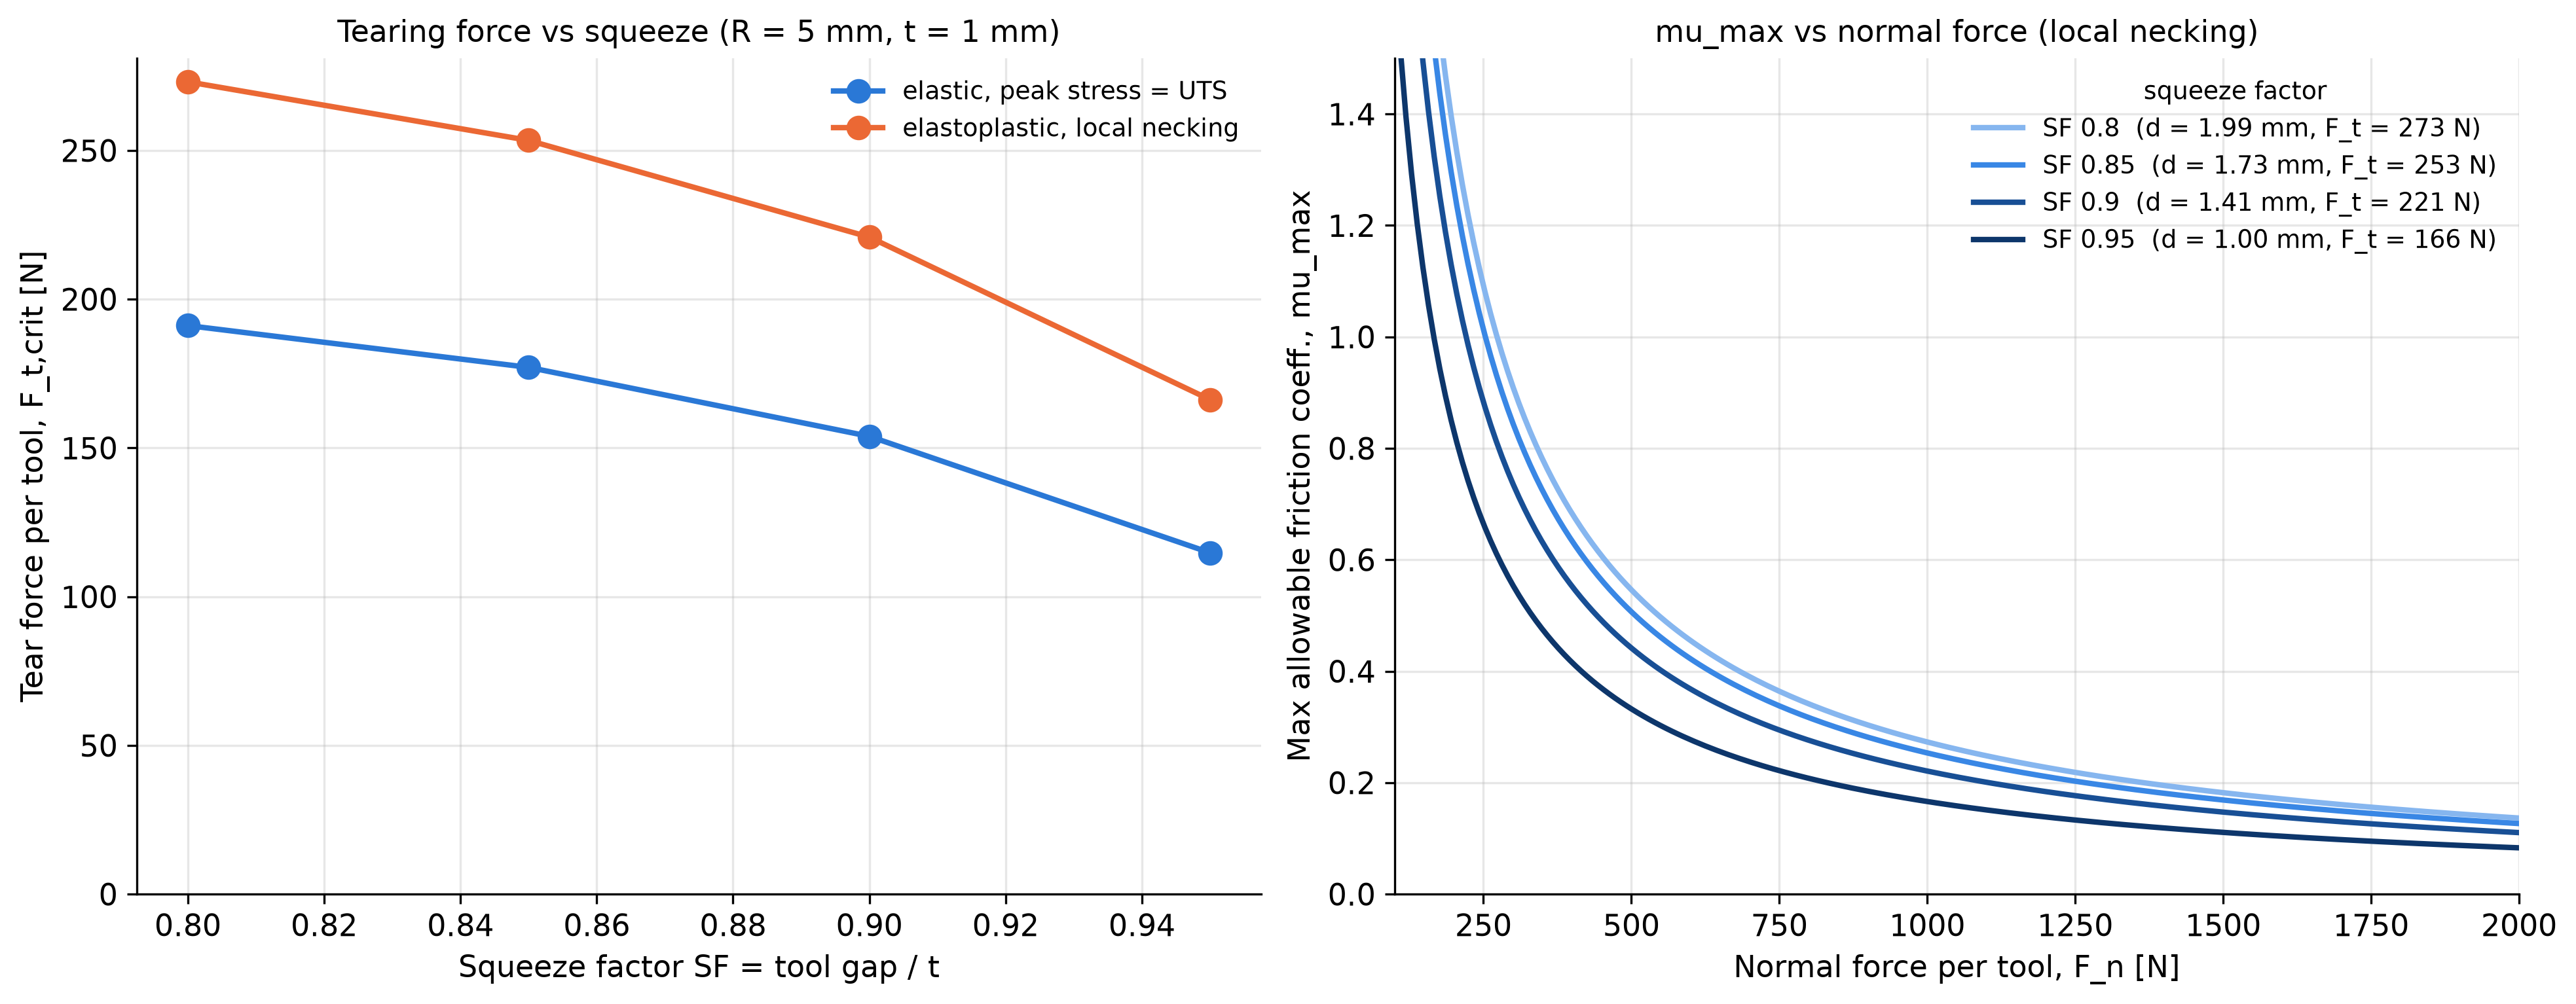 Tearing force vs squeeze (R = 5 mm, t = 1 mm)
elastic, peak stress = UTS
elastoplastic, local necking
Tear force per tool, F_t,crit [N]
250
200
150
100
50
0
0.80 0.82 0.84 0.86 0.88 0.90 0.92 0.94
Squeeze factor SF = tool gap / t
mu_max vs normal force (local necking)
squeeze factor
SF 0.8 (d = 1.99 mm, F_t = 273 N)
SF 0.85 (d = 1.73 mm, F_t = 253 N)
SF 0.9 (d = 1.41 mm, F_t = 221 N)
SF 0.95 (d = 1.00 mm, F_t = 166 N)
Max allowable friction coeff., mu_max
1.4
1.2
1.0
0.8
0.6
0.4
0.2
0.0
250 500 750 1000 1250 1500 1750 2000
Normal force per tool, F_n [N]